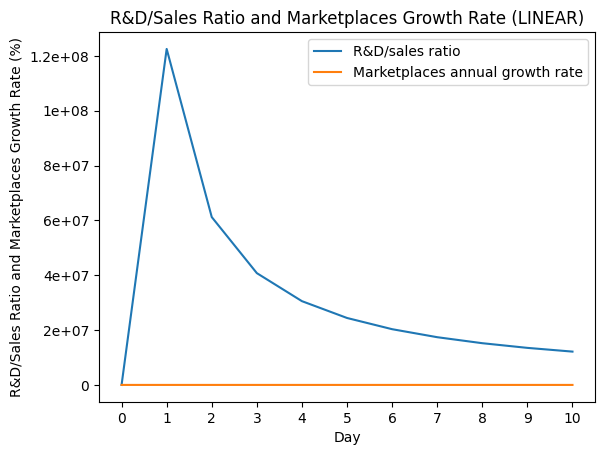 R&D/Sales Ratio and Marketplaces Growth Rate (LINEAR)
R&D/sales ratio
Marketplaces annual growth rate
R&D/Sales Ratio and Marketplaces Growth Rate (%)
1.2e+08
1e+08
8e+07
6e+07
4e+07
2e+07
0
0 1 2 3 4 5 6 7 8 9 10
Day